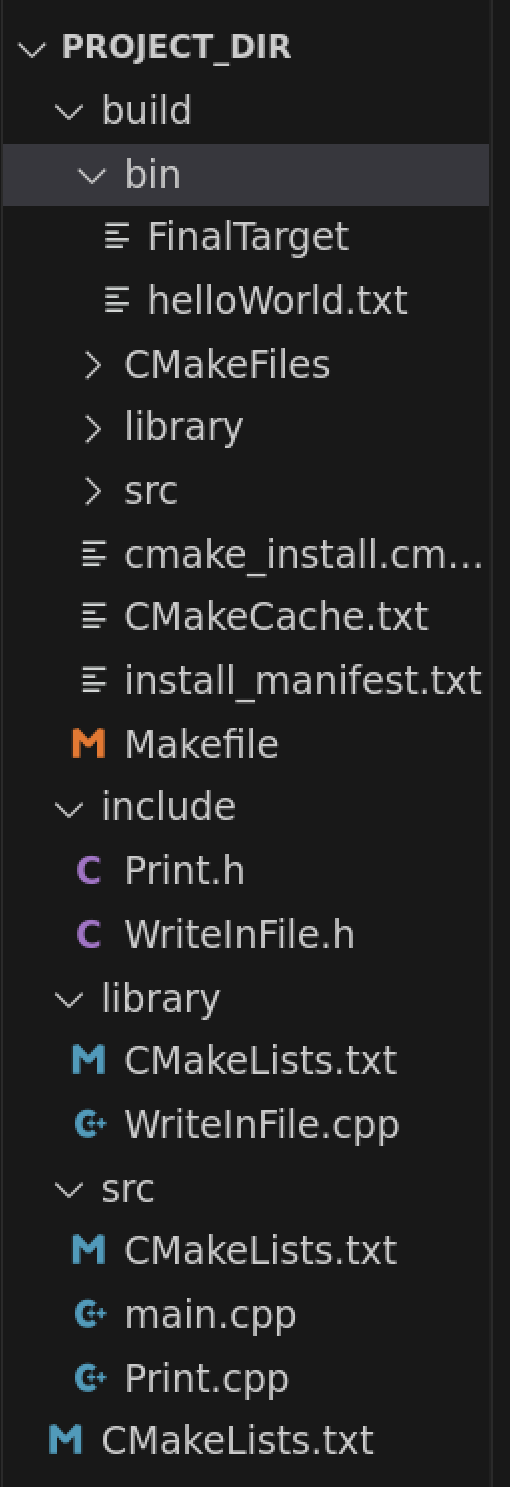 PROJECT_DIR
build
bin
FinalTarget
helloWorld.txt
CMakeFiles
library
src
cmake_install.cm...
CMakeCache.txt
install_manifest.txt
M Makefile
include
C Print.h
C WriteInFile.h
library
M CMakeLists.txt
C++ WriteInFile.cpp
src
M CMakeLists.txt
C++ main.cpp
C++ Print.cpp
M CMakeLists.txt